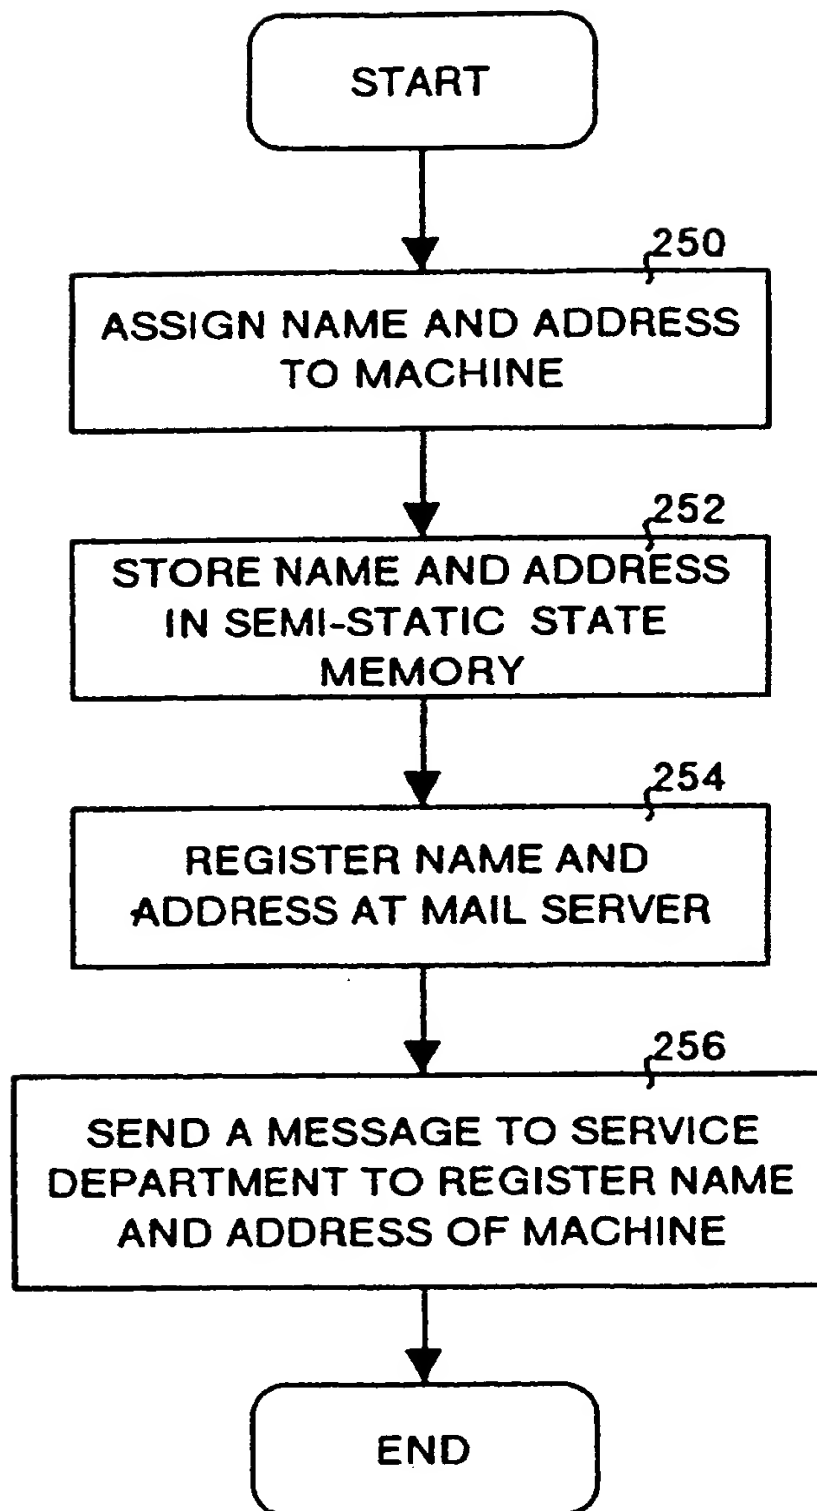 START
250
ASSIGN NAME AND ADDRESS
TO MACHINE
252
STORE NAME AND ADDRESS
IN SEMI-STATIC STATE
MEMORY
254
REGISTER NAME AND
ADDRESS AT MAIL SERVER
256
SEND A MESSAGE TO SERVICE
DEPARTMENT TO REGISTER NAME
AND ADDRESS OF MACHINE
END